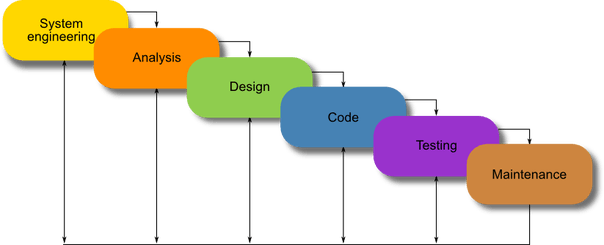 System
engineering
Analysis
Design
Code
Testing
Maintenance